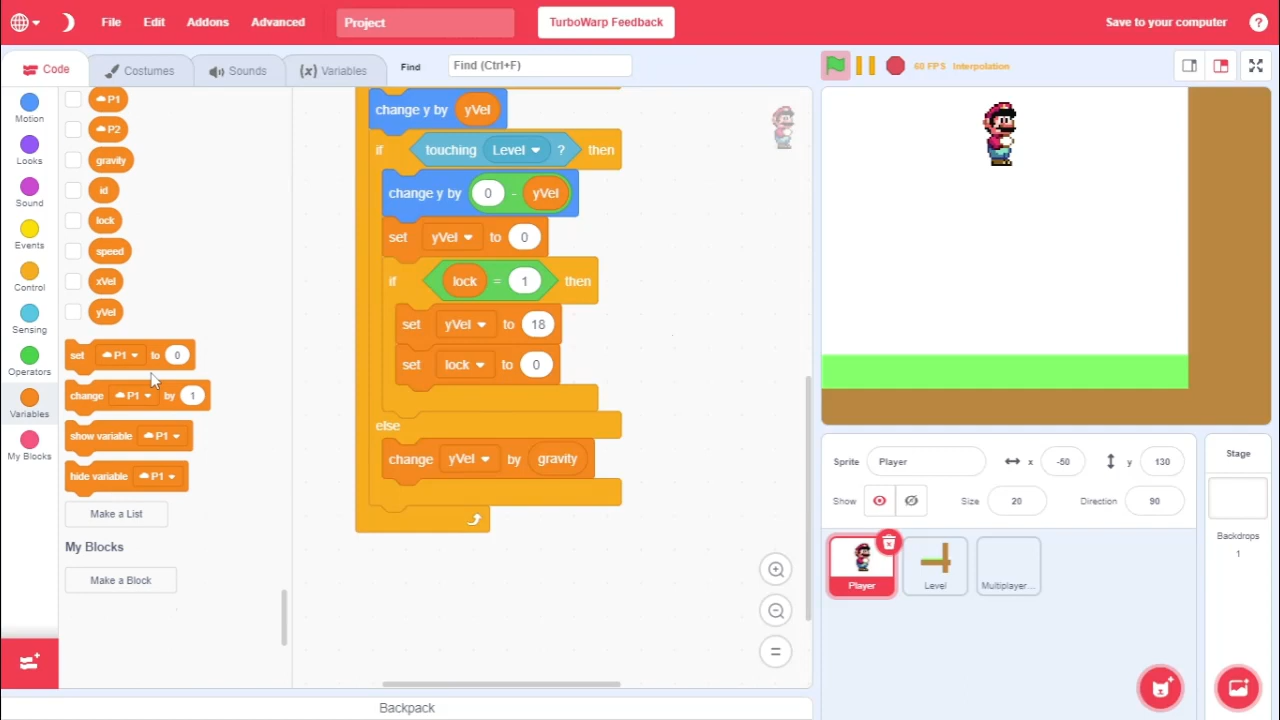 File Edit Addons Advanced Project TurboWarp Feedback Save to your computer ?
Code Costumes Sounds (x) Variables Find Find (Ctrl+F) 60 FPS Interpolation
Motion
Looks
Sound
Events
Control
Sensing
Operators
Variables
My Blocks
P1
P2
gravity
id
lock
speed
xVel
yVel
set P1 to 0
change P1 by 1
show variable P1
hide variable P1
Make a List
My Blocks
Make a Block
change y by yVel
if touching Level ? then
change y by 0 - yVel
set yVel to 0
if lock = 1 then
set yVel to 18
set lock to 0
else
change yVel by gravity
Sprite Player x -50 y 130
Show Size 20 Direction 90
Player
Level
Multiplayer...
Stage
Backdrops
1
Backpack